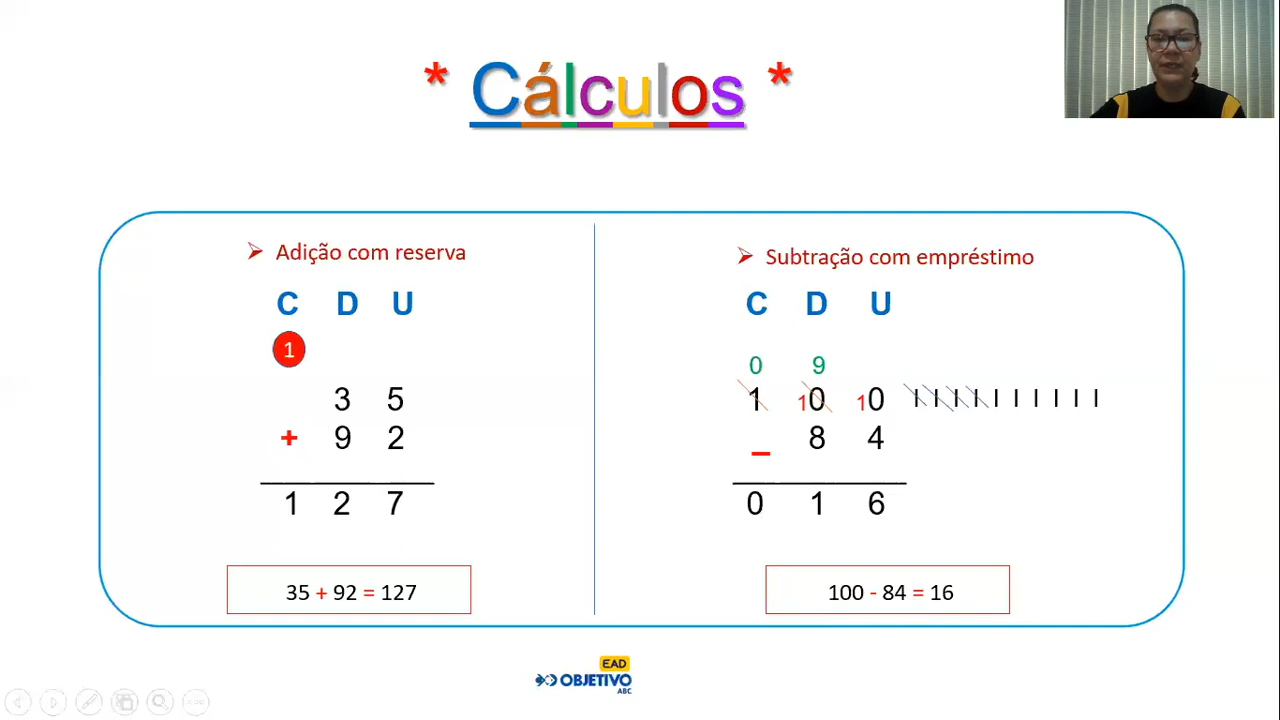 * Cálculos *
Adição com reserva
C D U
1
3 5
+ 9 2
1 2 7
35 + 92 = 127
Subtração com empréstimo
C D U
0 9
1 10 10 | | | | | | | | | |
- 8 4
0 1 6
100 - 84 = 16
EAD
OBJETIVO
ABC